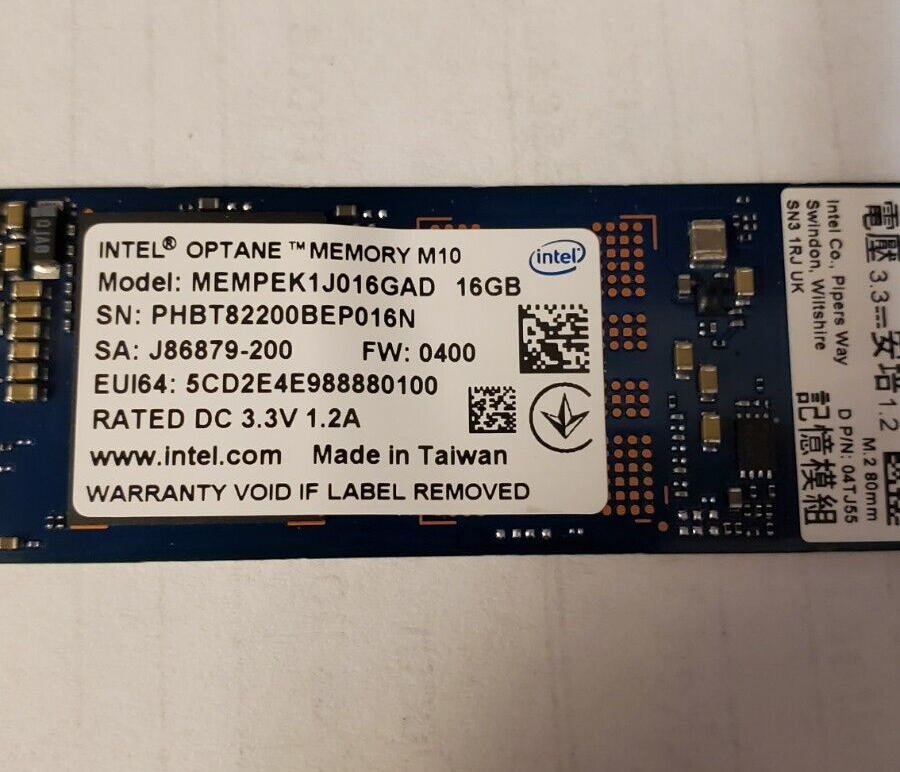 INTEL® OPTANE™ MEMORY M10
intel
Model: MEMPEK1J016GAD 16GB
SN: PHBT82200BEP016N
SA: J86879-200 FW: 0400
EUI64: 5CD2E4E988880100
RATED DC 3.3V 1.2A
www.intel.com Made in Taiwan
WARRANTY VOID IF LABEL REMOVED
電壓 3.3⎓安培1.2
Intel Co., Pipers Way
Swindon, Wiltshire
SN3 1RJ UK
M.2 80mm
D P/N: 04TJ55
記憶模組